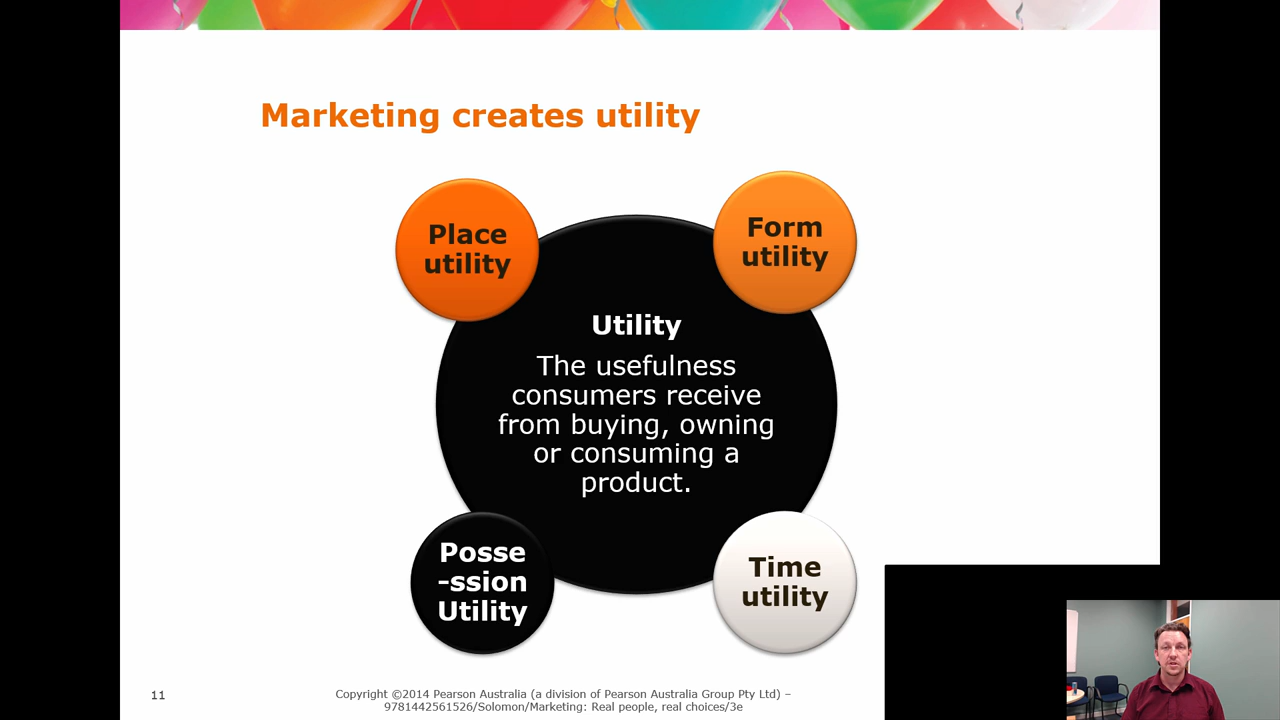 Marketing creates utility
Place
utility
Form
utility
Utility
The usefulness
consumers receive
from buying, owning
or consuming a
product.
Posse
-ssion
Utility
Time
utility
11
Copyright ©2014 Pearson Australia (a division of Pearson Australia Group Pty Ltd) –
9781442561526/Solomon/Marketing: Real people, real choices/3e